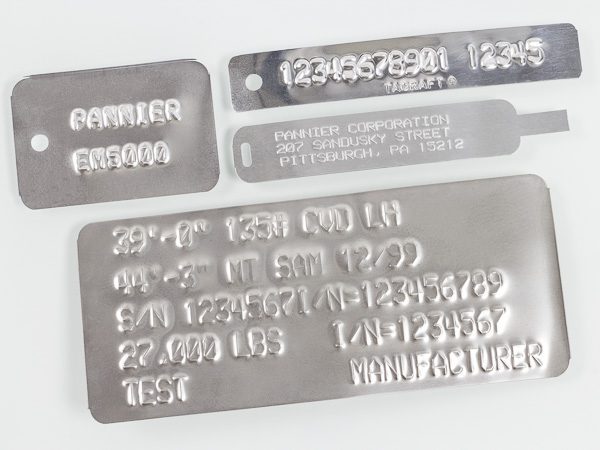 PANNIER
EM5000
12345678901 12345
TAGRAFT®
PANNIER CORPORATION
207 SANDUSKY STREET
PITTSBURGH, PA 15212
39'-0" 135# CVD LH
44'-3" MT SAM 12/99
S/N 1234567I/N=123456789
27.000 LBS I/N=1234567
TEST MANUFACTURER